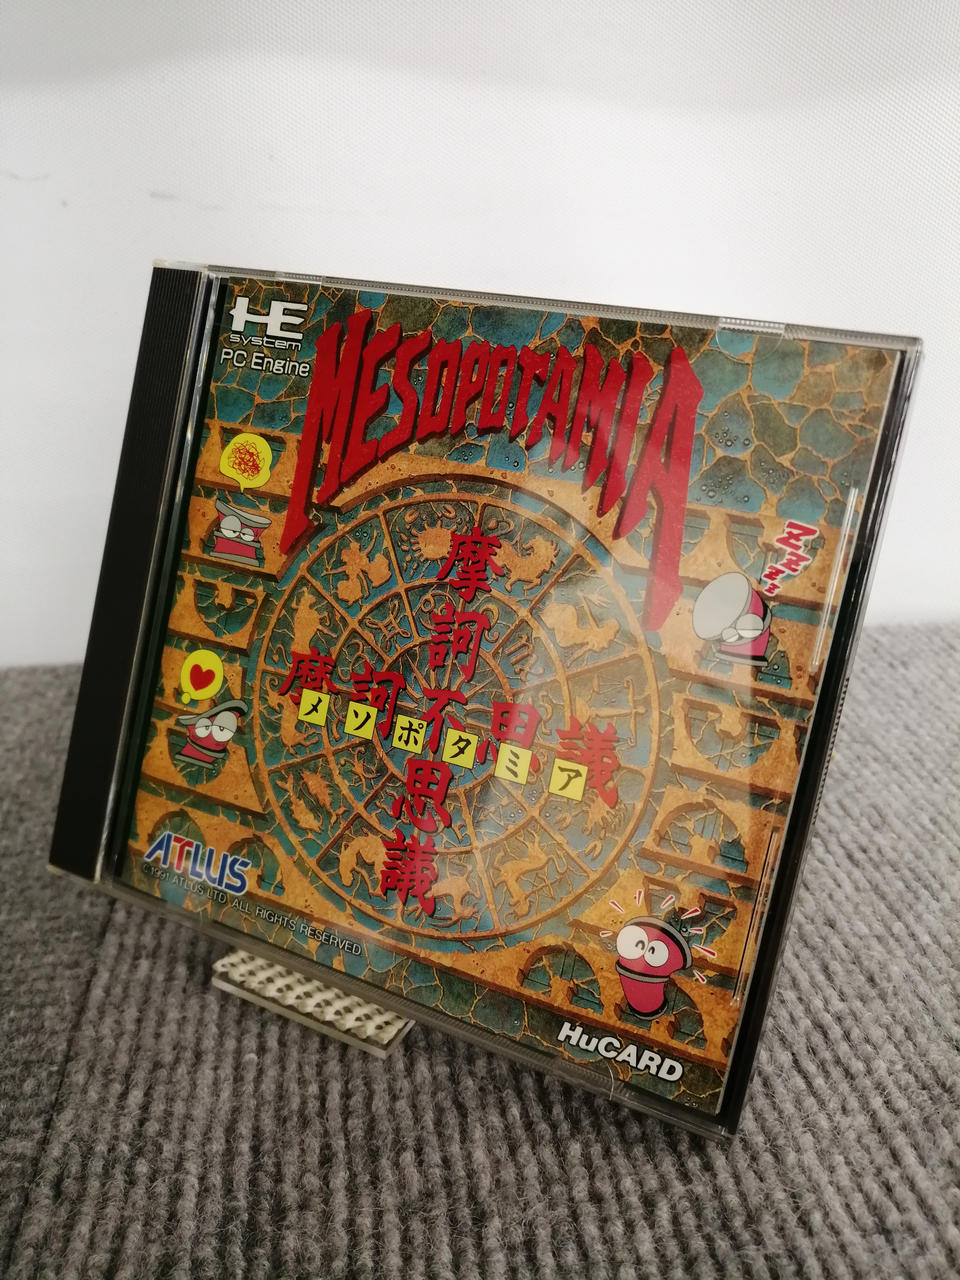 HE
system
PC Engine
MESOPOTAMIA
ZZZZ
摩訶不思議
摩訶不思議
メソポタミア
ATLUS
©1991 ATLUS LTD. ALL RIGHTS RESERVED.
HuCARD